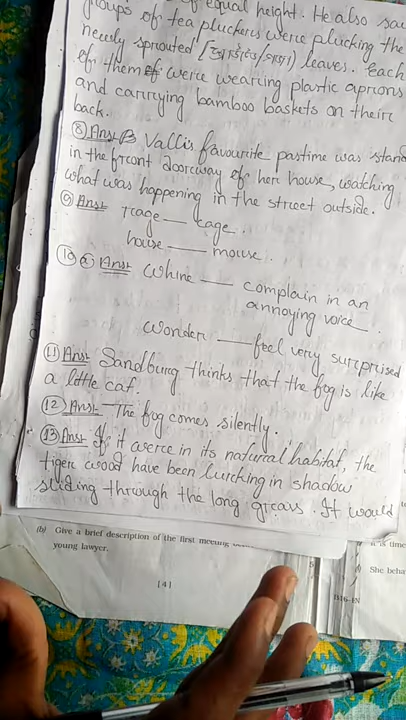 groups of tea pluckers were plucking the
newly sprouted leaves. Each
of them were wearing plastic aprons
and carrying bamboo baskets on their
back.
⑧ Ans: Valli's favourite pastime was stand
in the front doorway of her house, watching
what was happening in the street outside.
⑨ Ans: rage — cage
house — mouse.
⑩ ⓐ Ans: Whine — complain in an
annoying voice.
wonder — feel very surprised
⑪ Ans: Sandburg thinks that the fog is like
a little cat.
⑫ Ans: The fog comes silently.
⑬ Ans: If it were in its natural habitat, the
tiger wood have been lurcking in shadow
sliding through the long grears. It would
(b) Give a brief description of the first meeting
young lawyer.
[4]
is time
She beha